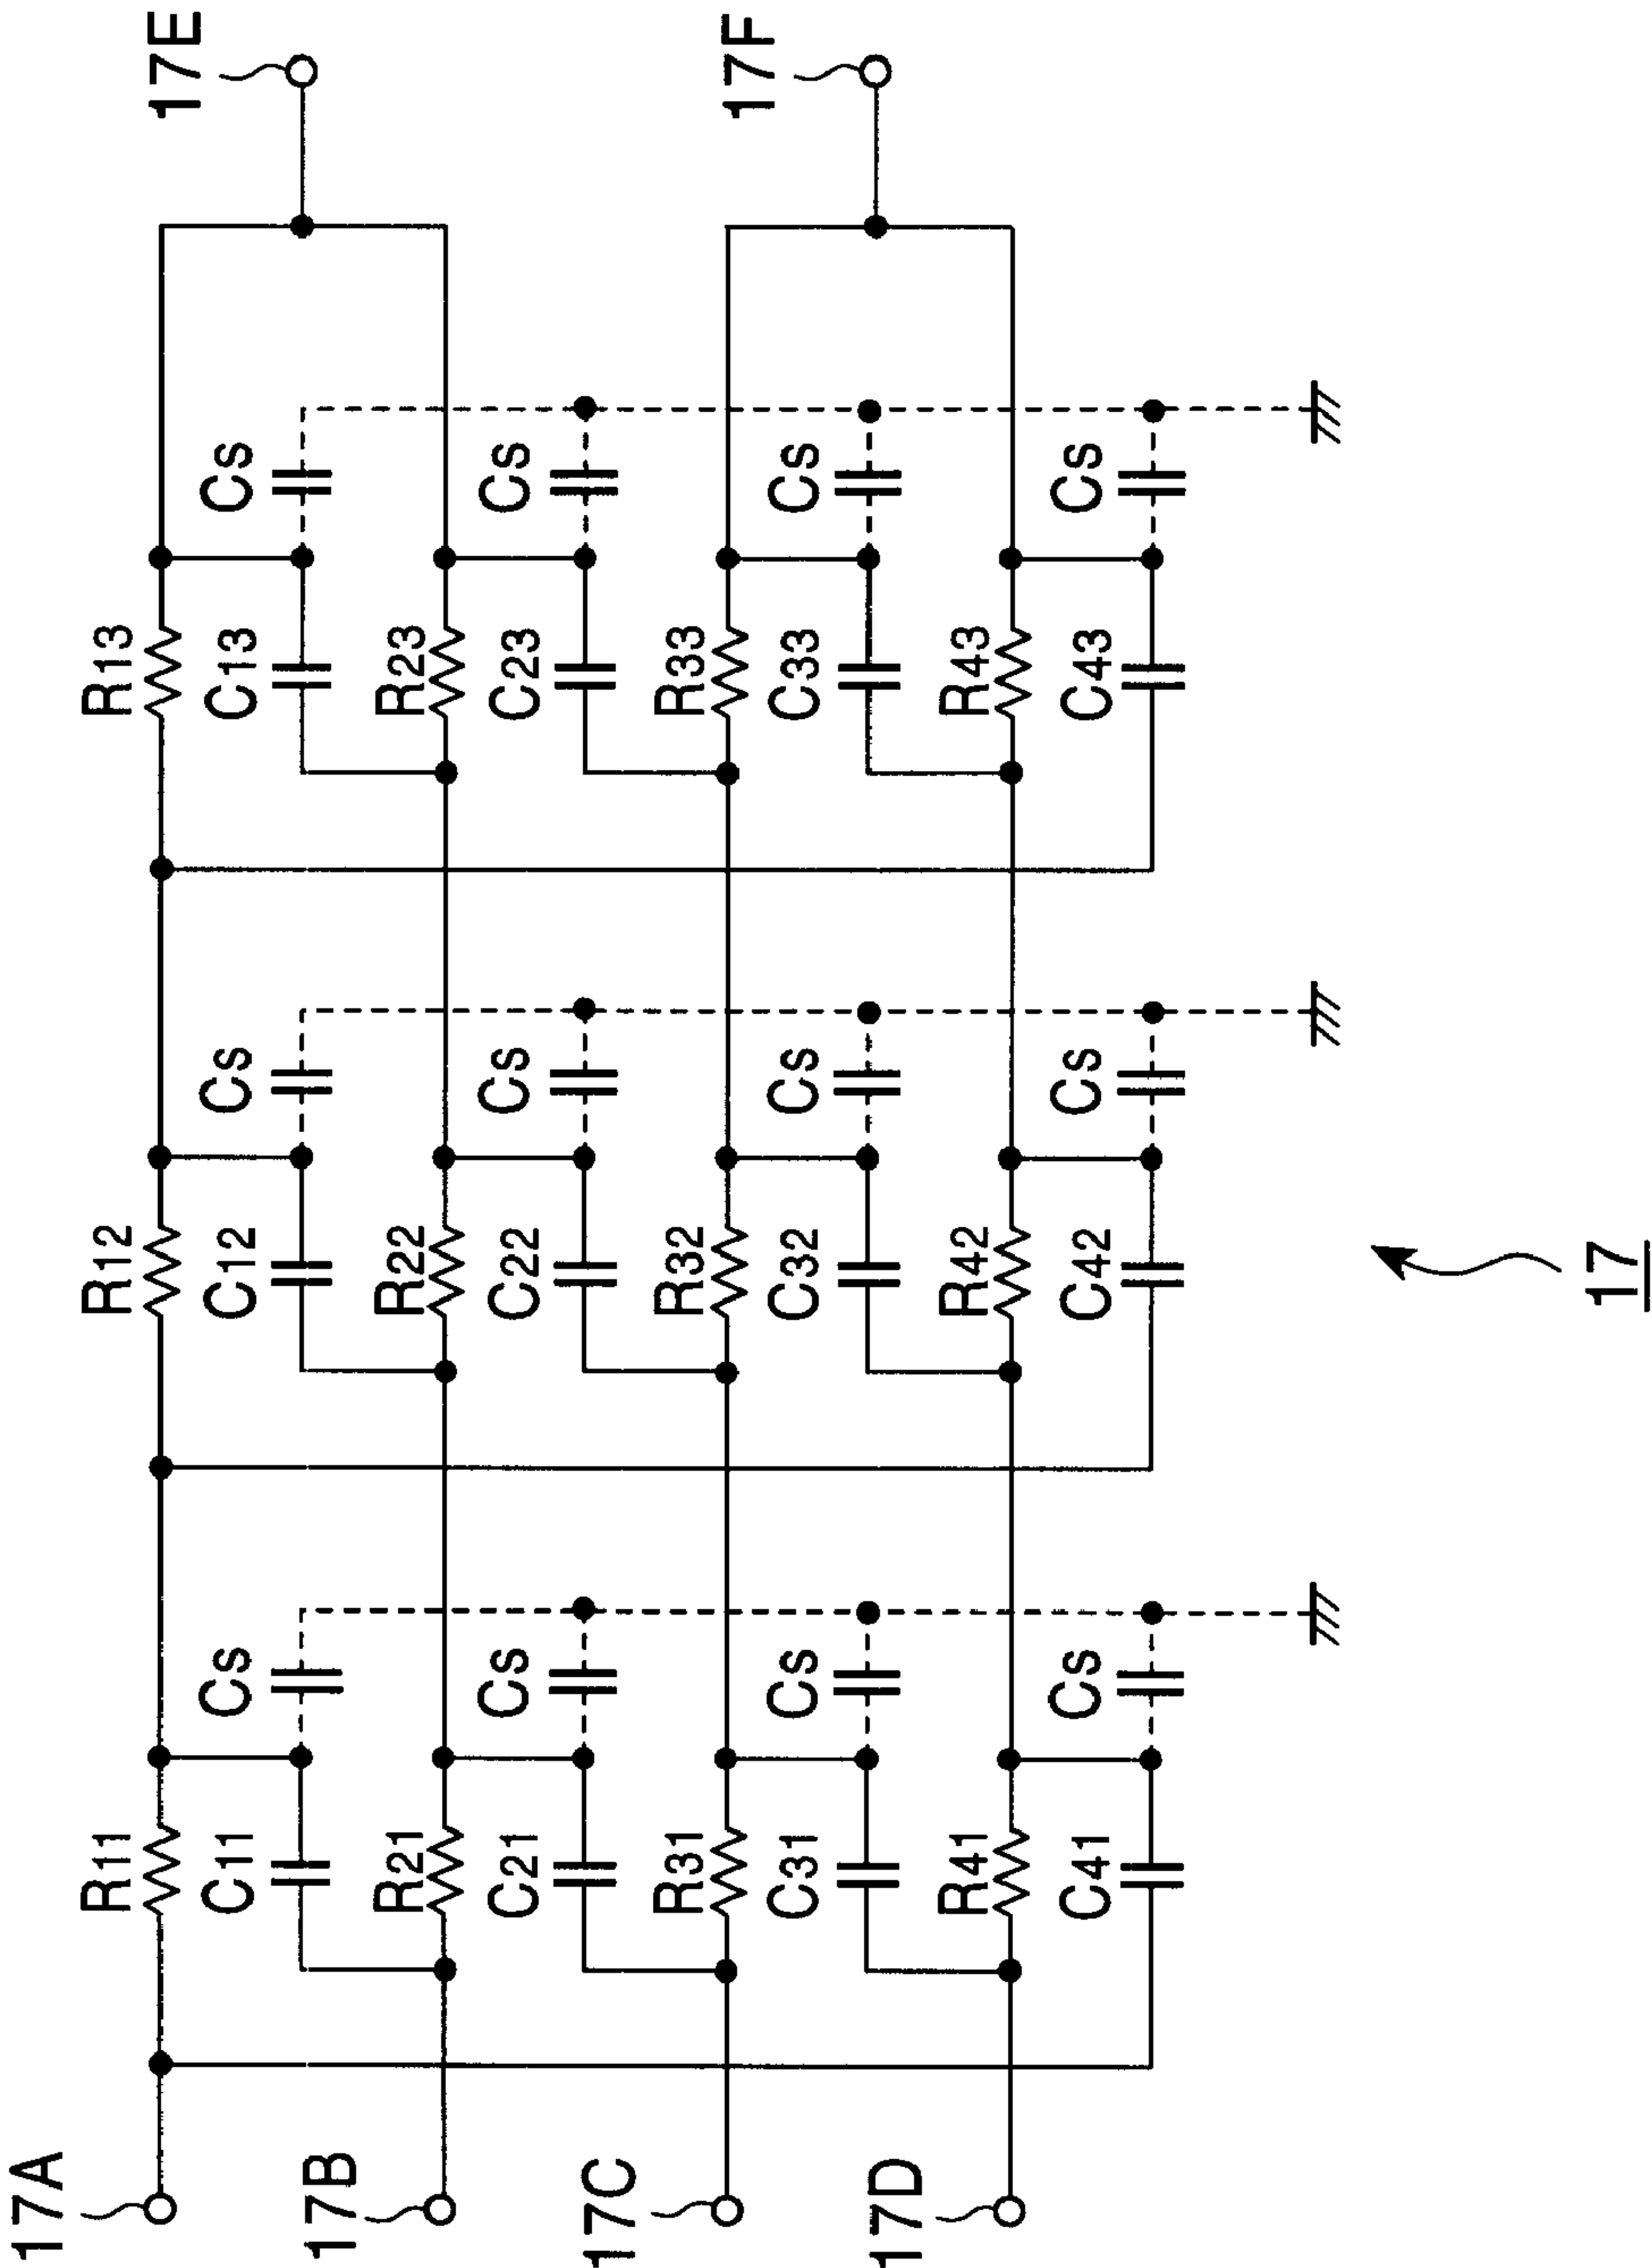 17A
R11
R12
R13
17E
C11
Cs
C12
Cs
C13
Cs
17B
R21
R22
R23
C21
Cs
C22
Cs
C23
Cs
17C
R31
R32
R33
17F
C31
Cs
C32
Cs
C33
Cs
17D
R41
R42
R43
C41
Cs
C42
Cs
C43
Cs
17